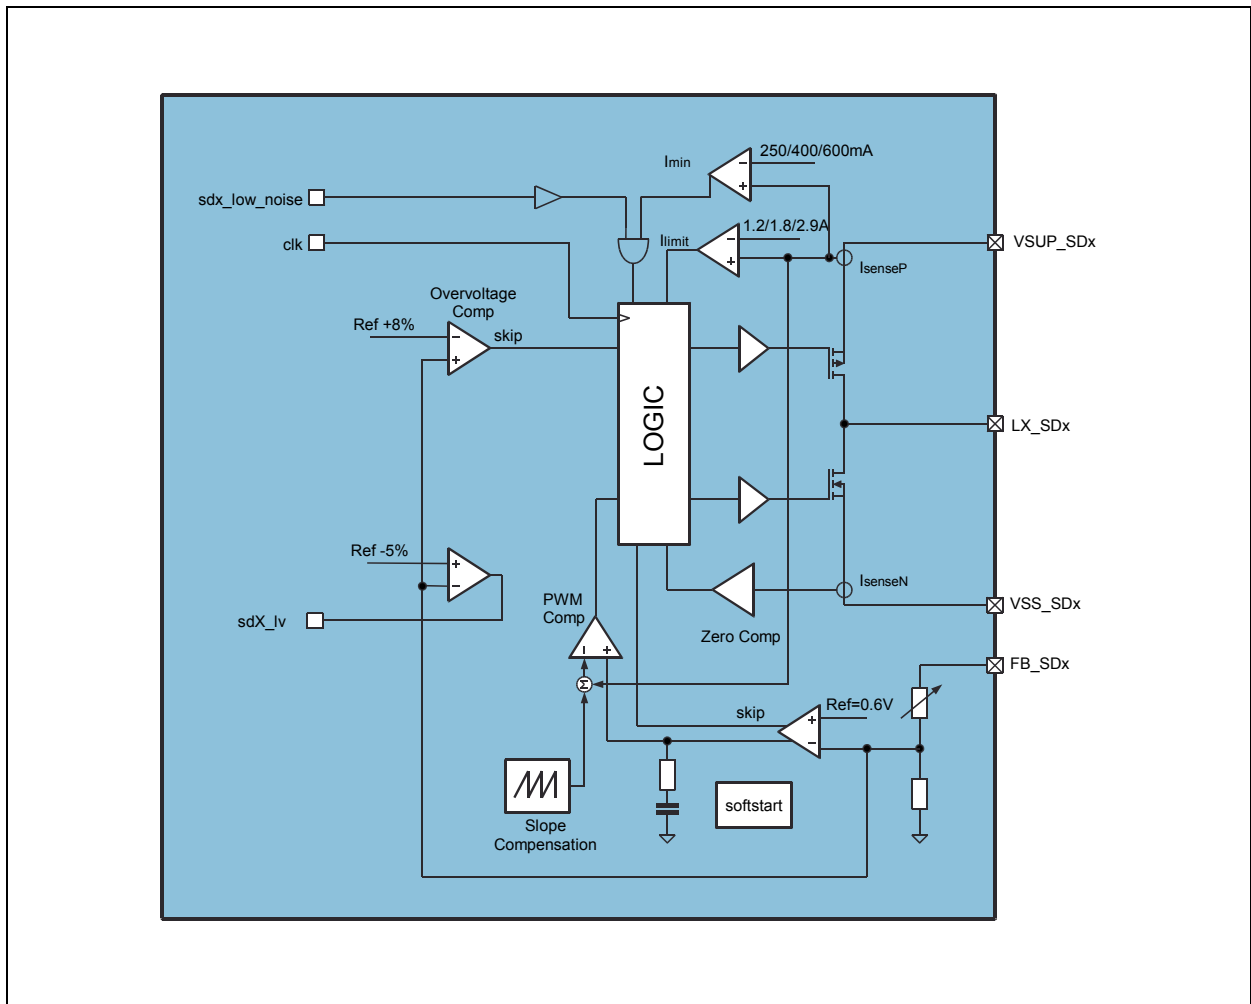 250/400/600mA
Imin
sdx_low_noise
1.2/1.8/2.9A
clk
Ilimit
VSUP_SDx
IsenseP
Overvoltage
Comp
Ref +8%
skip
LOGIC
LX_SDx
Ref -5%
IsenseN
PWM
Comp
VSS_SDx
sdX_lv
Zero Comp
FB_SDx
Σ
Ref=0.6V
skip
softstart
Slope
Compensation